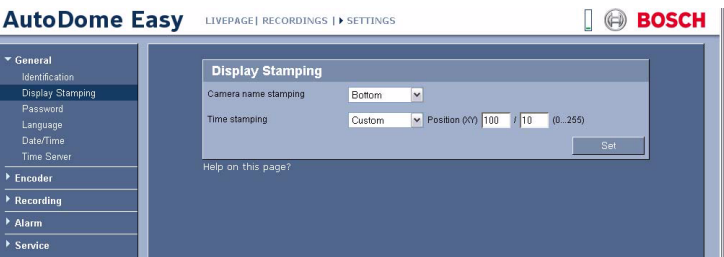 AutoDome Easy LIVEPAGE| RECORDINGS | SETTINGS BOSCH
General
Identification
Display Stamping
Password
Language
Date/Time
Time Server
Encoder
Recording
Alarm
Service
Display Stamping
Camera name stamping Bottom
Time stamping Custom Position (XY) 100 / 10 (0...255)
Set
Help on this page?